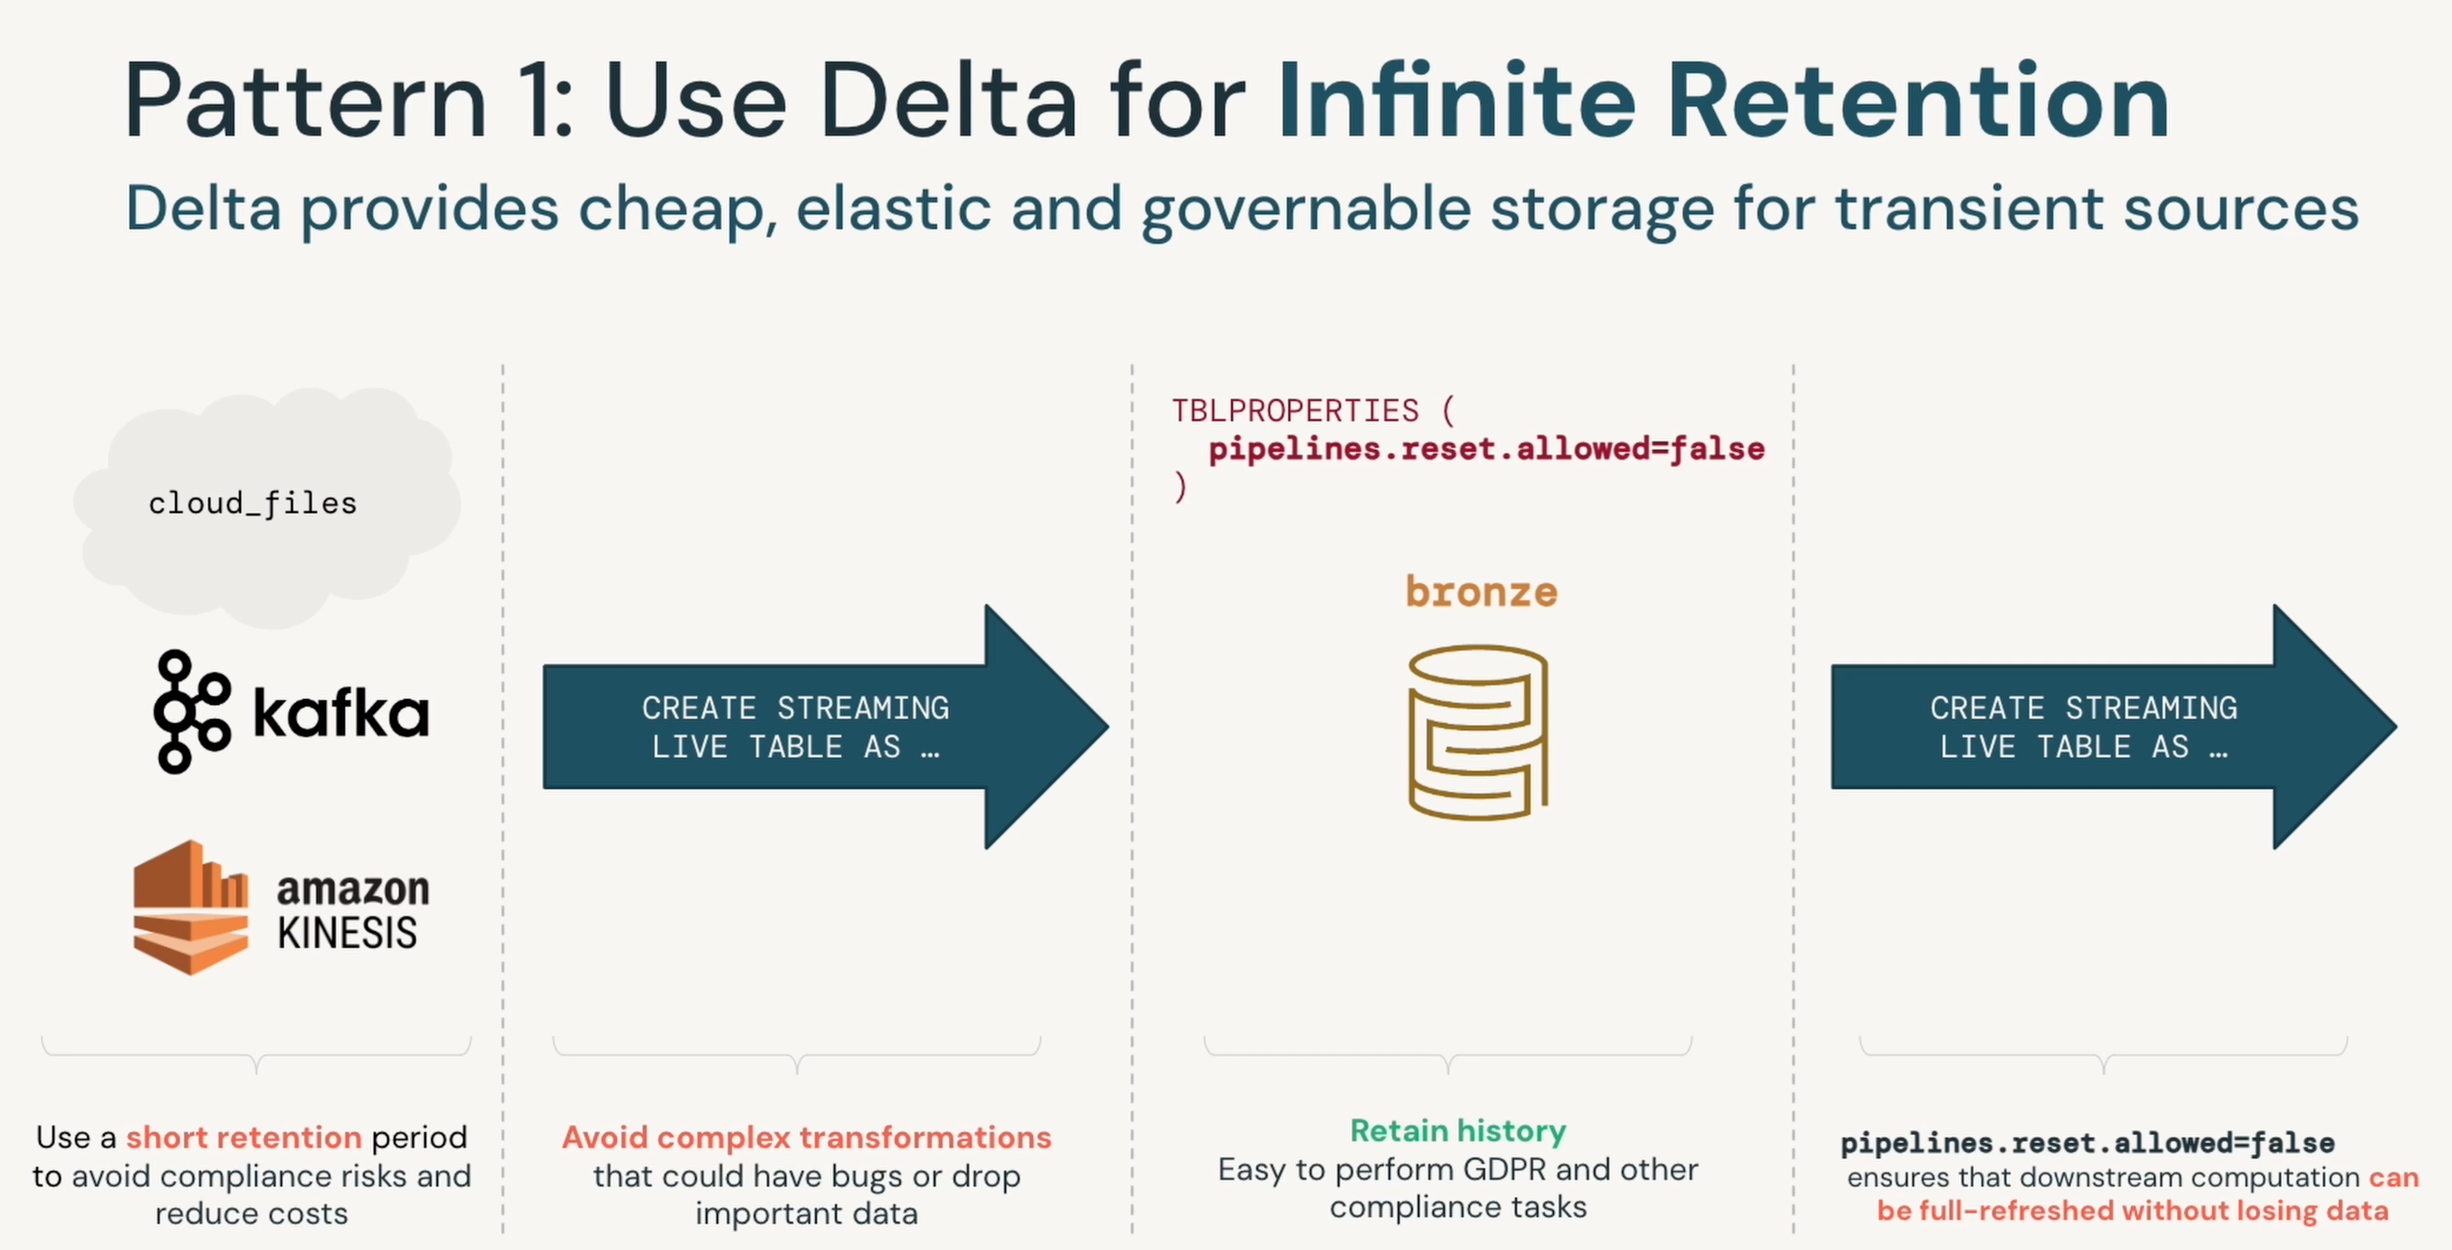 Pattern 1: Use Delta for Infinite Retention
Delta provides cheap, elastic and governable storage for transient sources
cloud_files
kafka
amazon
KINESIS
Use a short retention period
to avoid compliance risks and
reduce costs
CREATE STREAMING
LIVE TABLE AS …
Avoid complex transformations
that could have bugs or drop
important data
TBLPROPERTIES (
pipelines.reset.allowed=false
)
bronze
Retain history
Easy to perform GDPR and other
compliance tasks
CREATE STREAMING
LIVE TABLE AS …
pipelines.reset.allowed=false
ensures that downstream computation can
be full-refreshed without losing data